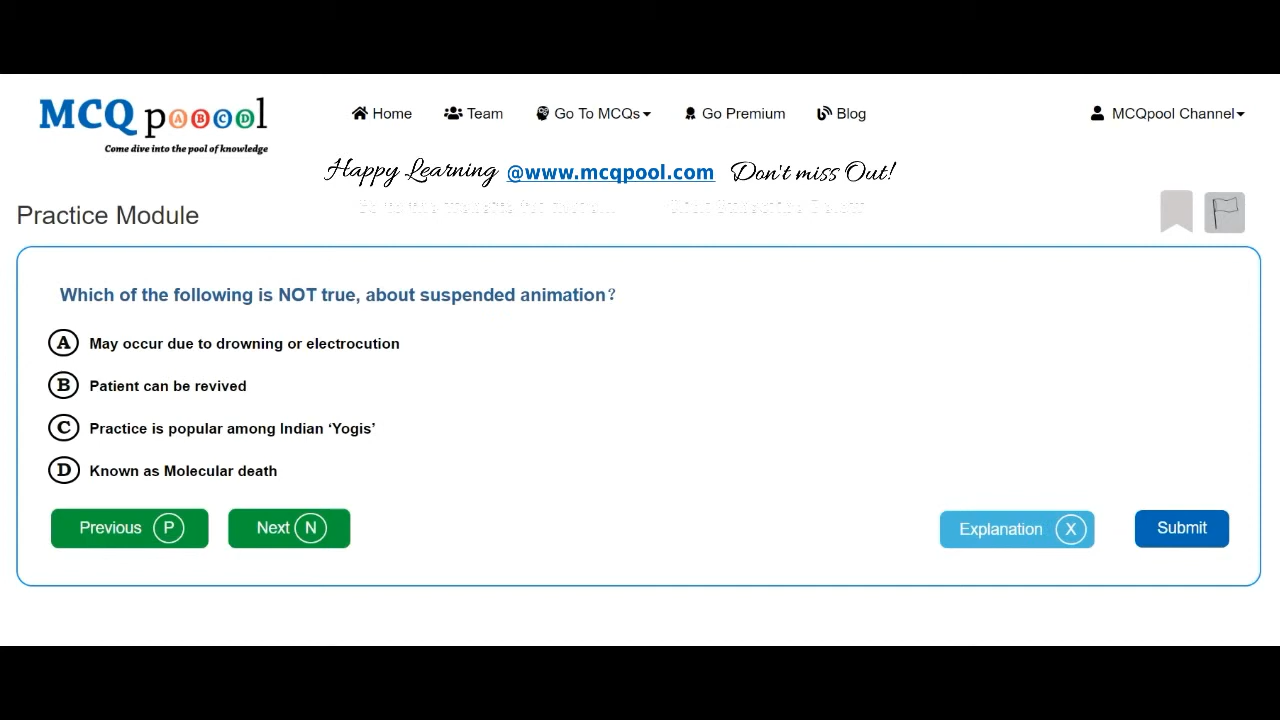 MCQ pooool
Come dive into the pool of knowledge
Home Team Go To MCQs Go Premium Blog MCQpool Channel
Happy Learning @www.mcqpool.com Don't miss Out!
Practice Module
Which of the following is NOT true, about suspended animation?
A May occur due to drowning or electrocution
B Patient can be revived
C Practice is popular among Indian ‘Yogis’
D Known as Molecular death
Previous P Next N Explanation X Submit